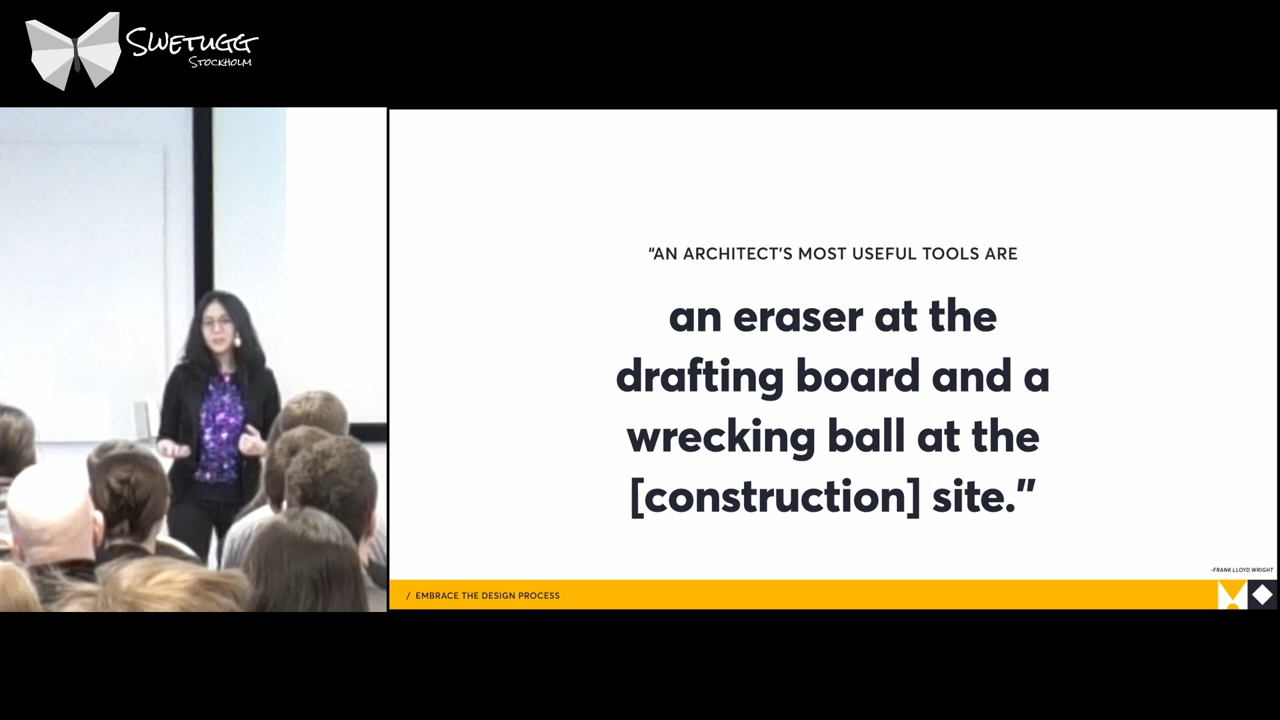 SWETUGG
STOCKHOLM
“AN ARCHITECT'S MOST USEFUL TOOLS ARE
an eraser at the
drafting board and a
wrecking ball at the
[construction] site.”
-FRANK LLOYD WRIGHT
/ EMBRACE THE DESIGN PROCESS